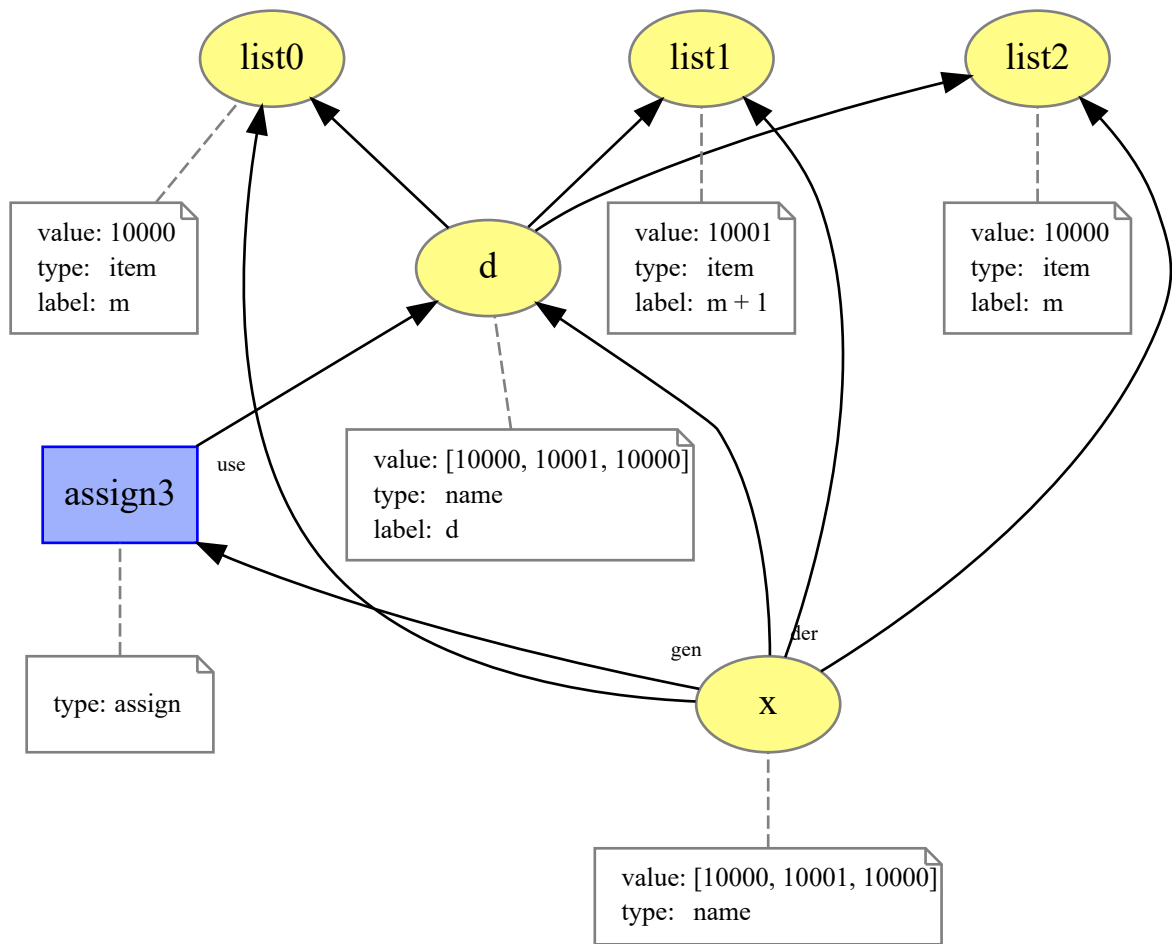 list0
list1
list2
value: 10000
type: item
label: m
d
value: 10001
type: item
label: m + 1
value: 10000
type: item
label: m
use
assign3
value: [10000, 10001, 10000]
type: name
label: d
gen
der
type: assign
x
value: [10000, 10001, 10000]
type: name